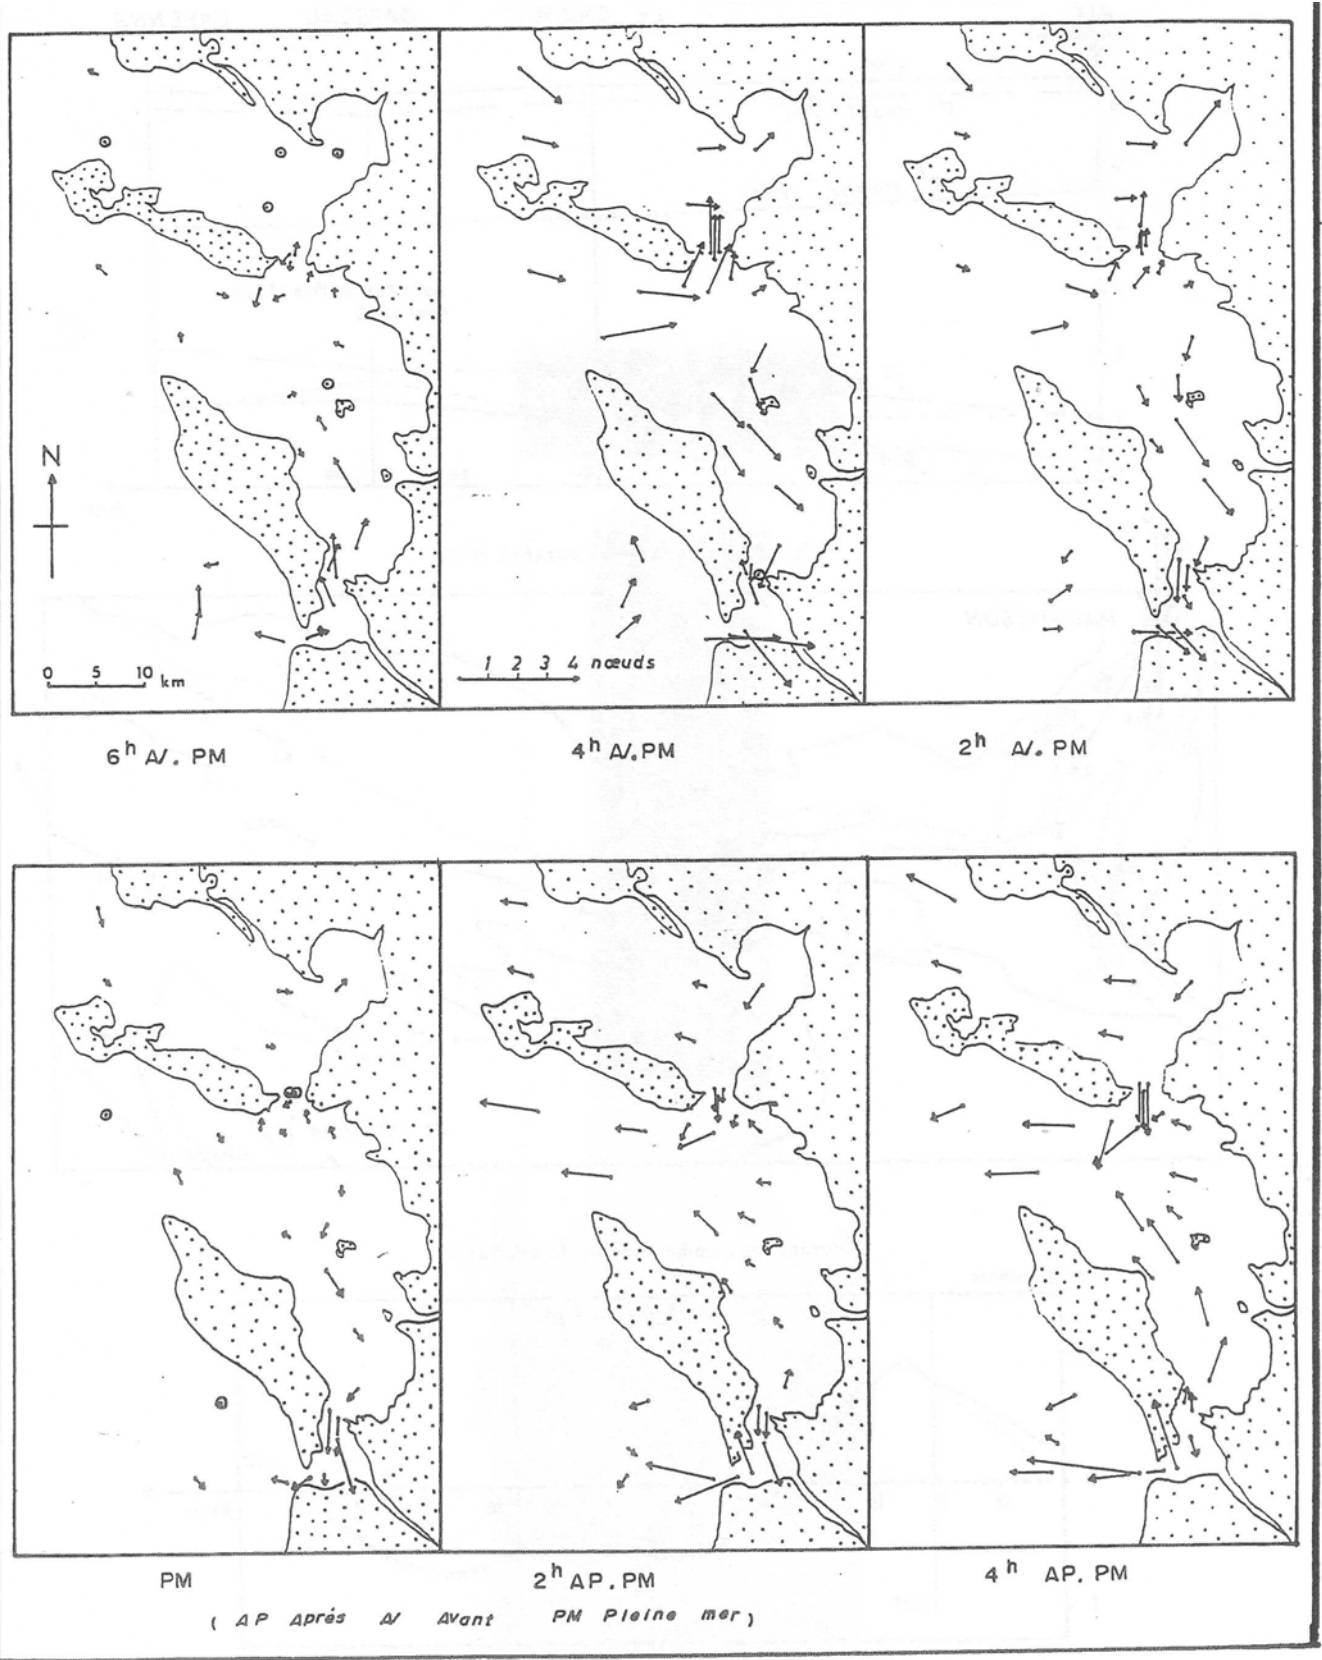 N
0 5 10 km
1 2 3 4 nœuds
6h A/. PM
4h A/. PM
2h A/. PM
PM
2h AP. PM
4h AP. PM
( AP Après A/ Avant PM Pleine mer )